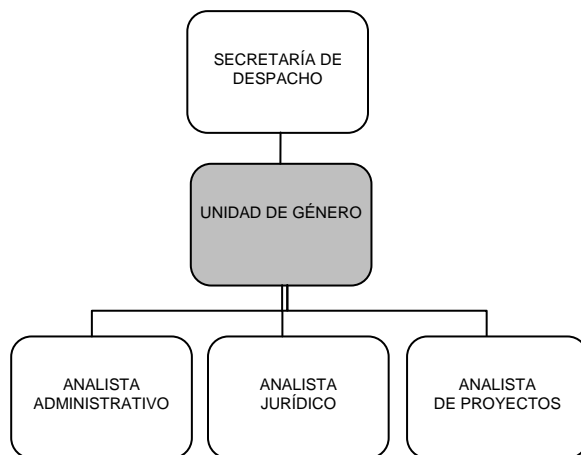 SECRETARÍA DE
DESPACHO
UNIDAD DE GÉNERO
ANALISTA
ADMINISTRATIVO
ANALISTA
JURÍDICO
ANALISTA
DE PROYECTOS